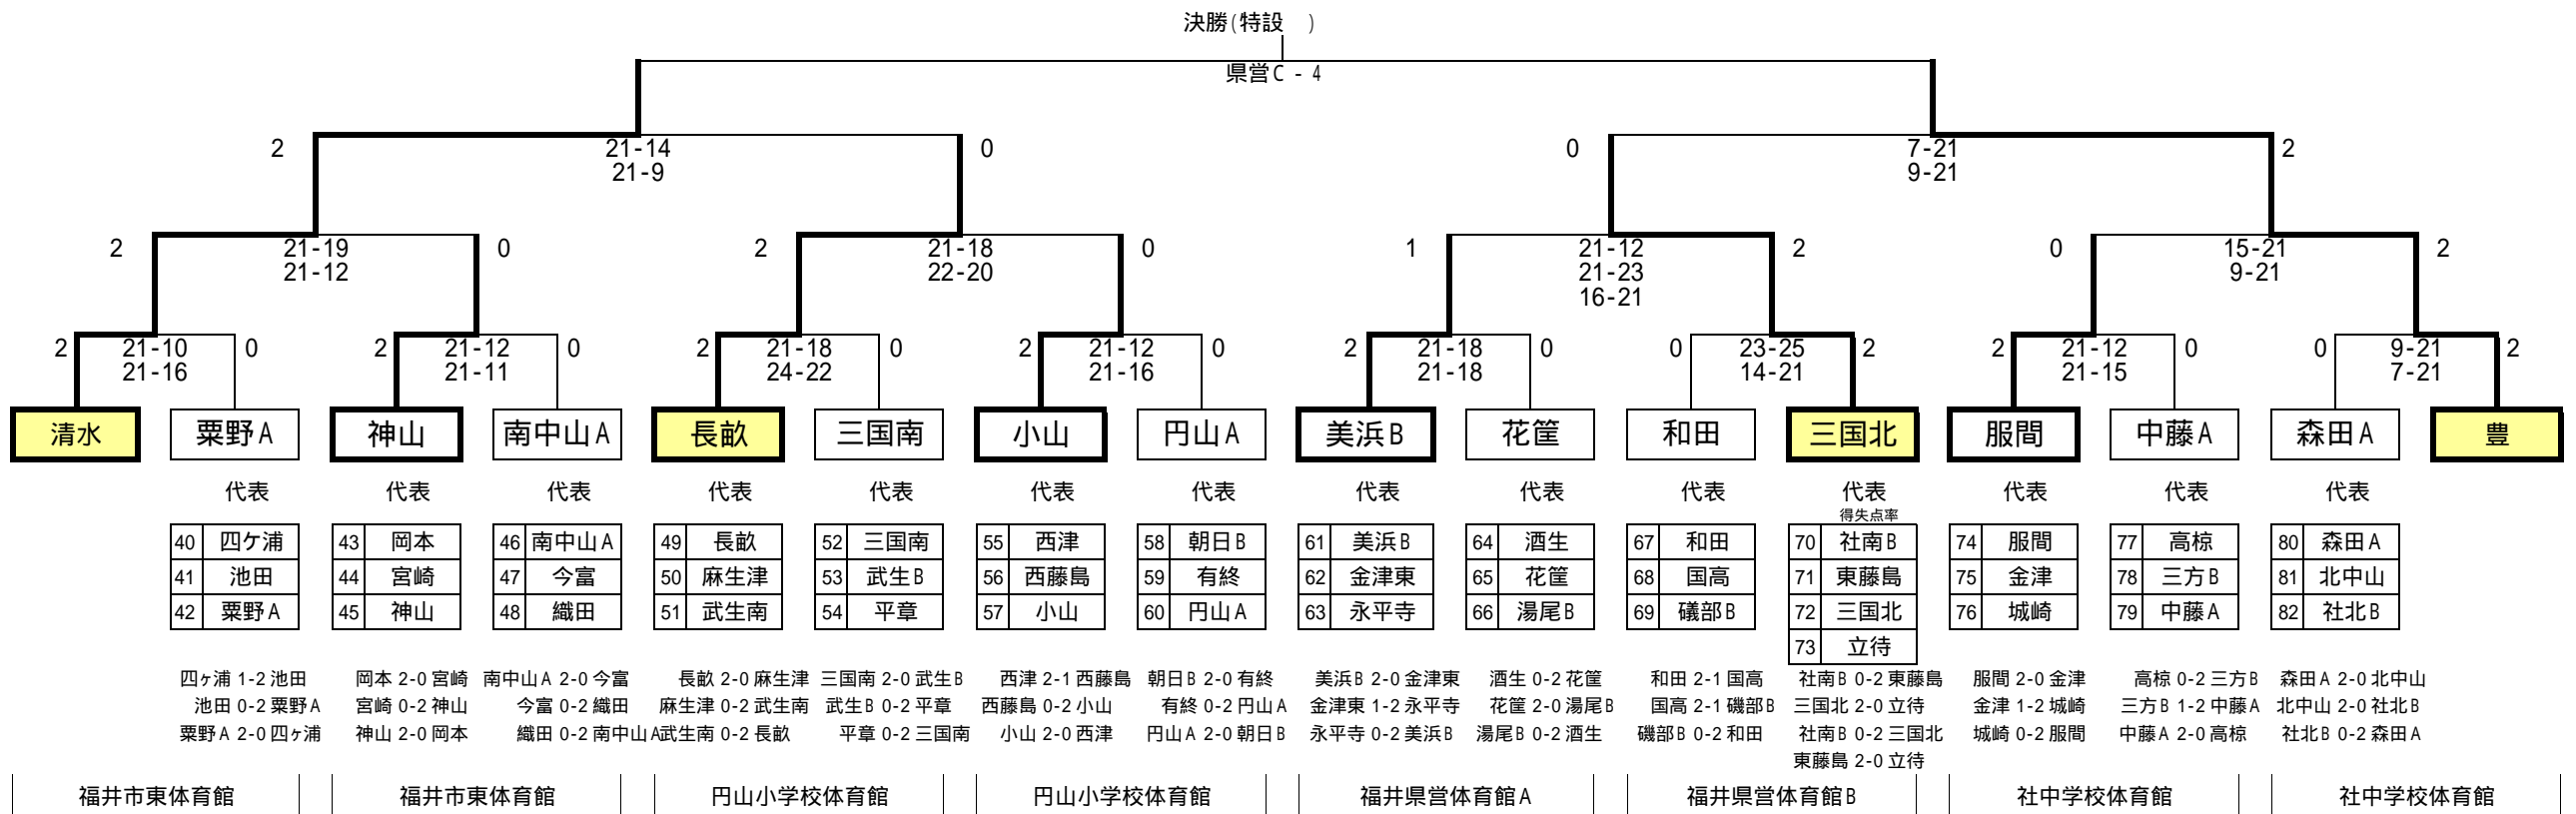 決勝(特設　)
県営C - 4
2 21-14 0 0 7-21 2
21-9 9-21
2 21-19 0 2 21-18 0 1 21-12 2 0 15-21 2
21-12 22-20 21-23 9-21
16-21
2 21-10 0 2 21-12 0 2 21-18 0 2 21-12 0 2 21-18 0 0 23-25 2 2 21-12 0 0 9-21 2
21-16 21-11 24-22 21-16 21-18 14-21 21-15 7-21
清水 粟野A 神山 南中山A 長畝 三国南 小山 円山A 美浜B 花筐 和田 三国北 服間 中藤A 森田A 豊
代表 代表 代表 代表 代表 代表 代表 代表 代表 代表 代表 代表 代表 代表
得失点率
40 四ケ浦 43 岡本 46 南中山A 49 長畝 52 三国南 55 西津 58 朝日B 61 美浜B 64 酒生 67 和田 70 社南B 74 服間 77 高椋 80 森田A
41 池田 44 宮崎 47 今富 50 麻生津 53 武生B 56 西藤島 59 有終 62 金津東 65 花筐 68 国高 71 東藤島 75 金津 78 三方B 81 北中山
42 粟野A 45 神山 48 織田 51 武生南 54 平章 57 小山 60 円山A 63 永平寺 66 湯尾B 69 磯部B 72 三国北 76 城崎 79 中藤A 82 社北B
73 立待
四ヶ浦 1-2 池田 岡本 2-0 宮崎 南中山A 2-0 今富 長畝 2-0 麻生津 三国南 2-0 武生B 西津 2-1 西藤島 朝日B 2-0 有終 美浜B 2-0 金津東 酒生 0-2 花筐 和田 2-1 国高 社南B 0-2 東藤島 服間 2-0 金津 高椋 0-2 三方B 森田A 2-0 北中山
池田 0-2 粟野A 宮崎 0-2 神山 今富 0-2 織田 麻生津 0-2 武生南 武生B 0-2 平章 西藤島 0-2 小山 有終 0-2 円山A 金津東 1-2 永平寺 花筐 2-0 湯尾B 国高 2-1 磯部B 三国北 2-0 立待 金津 1-2 城崎 三方B 1-2 中藤A 北中山 2-0 社北B
粟野A 2-0 四ヶ浦 神山 2-0 岡本 織田 0-2 南中山A 武生南 0-2 長畝 平章 0-2 三国南 小山 2-0 西津 円山A 2-0 朝日B 永平寺 0-2 美浜B 湯尾B 0-2 酒生 磯部B 0-2 和田 社南B 0-2 三国北 城崎 0-2 服間 中藤A 2-0 高椋 社北B 0-2 森田A
東藤島 2-0 立待
福井市東体育館 福井市東体育館 円山小学校体育館 円山小学校体育館 福井県営体育館A 福井県営体育館B 社中学校体育館 社中学校体育館